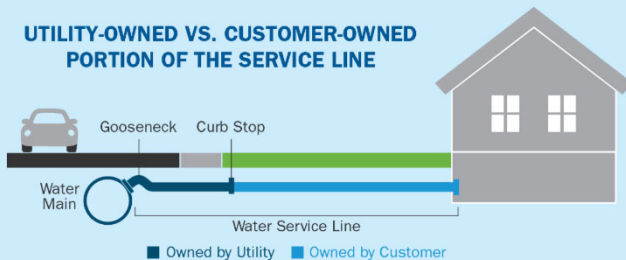 UTILITY-OWNED VS. CUSTOMER-OWNED
PORTION OF THE SERVICE LINE
Gooseneck
Curb Stop
Water
Main
Water Service Line
Owned by Utility
Owned by Customer